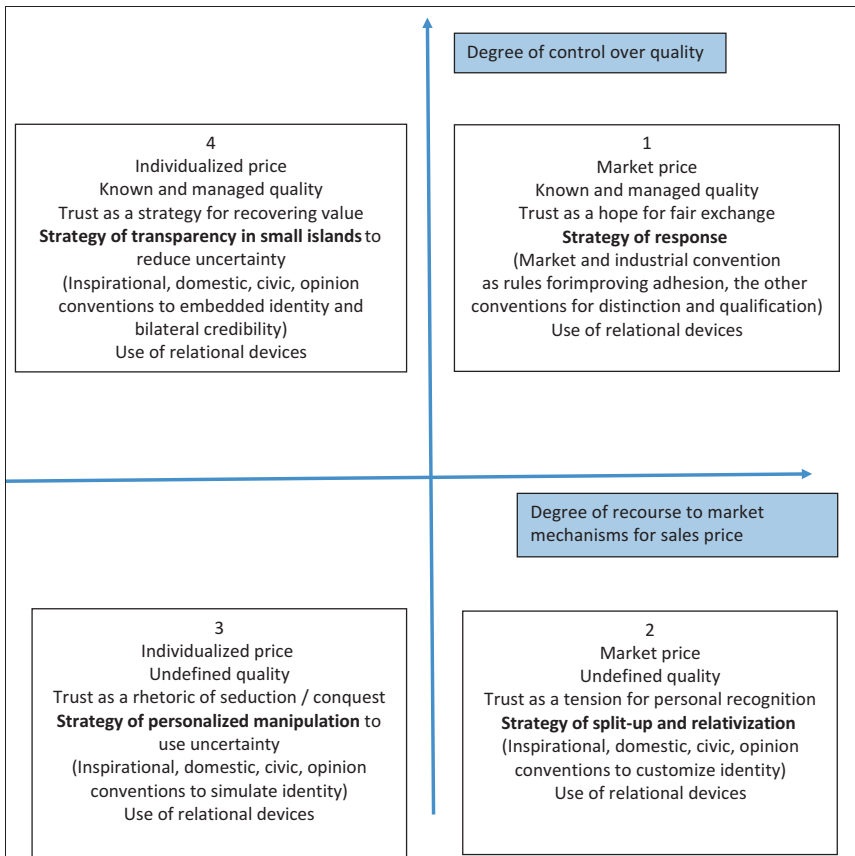 Degree of control over quality
4
Individualized price
Known and managed quality
Trust as a strategy for recovering value
Strategy of transparency in small islands to
reduce uncertainty
(Inspirational, domestic, civic, opinion
conventions to embedded identity and
bilateral credibility)
Use of relational devices
1
Market price
Known and managed quality
Trust as a hope for fair exchange
Strategy of response
(Market and industrial convention
as rules forimproving adhesion, the other
conventions for distinction and qualification)
Use of relational devices
Degree of recourse to market
mechanisms for sales price
3
Individualized price
Undefined quality
Trust as a rhetoric of seduction / conquest
Strategy of personalized manipulation to
use uncertainty
(Inspirational, domestic, civic, opinion
conventions to simulate identity)
Use of relational devices
2
Market price
Undefined quality
Trust as a tension for personal recognition
Strategy of split-up and relativization
(Inspirational, domestic, civic, opinion
conventions to customize identity)
Use of relational devices